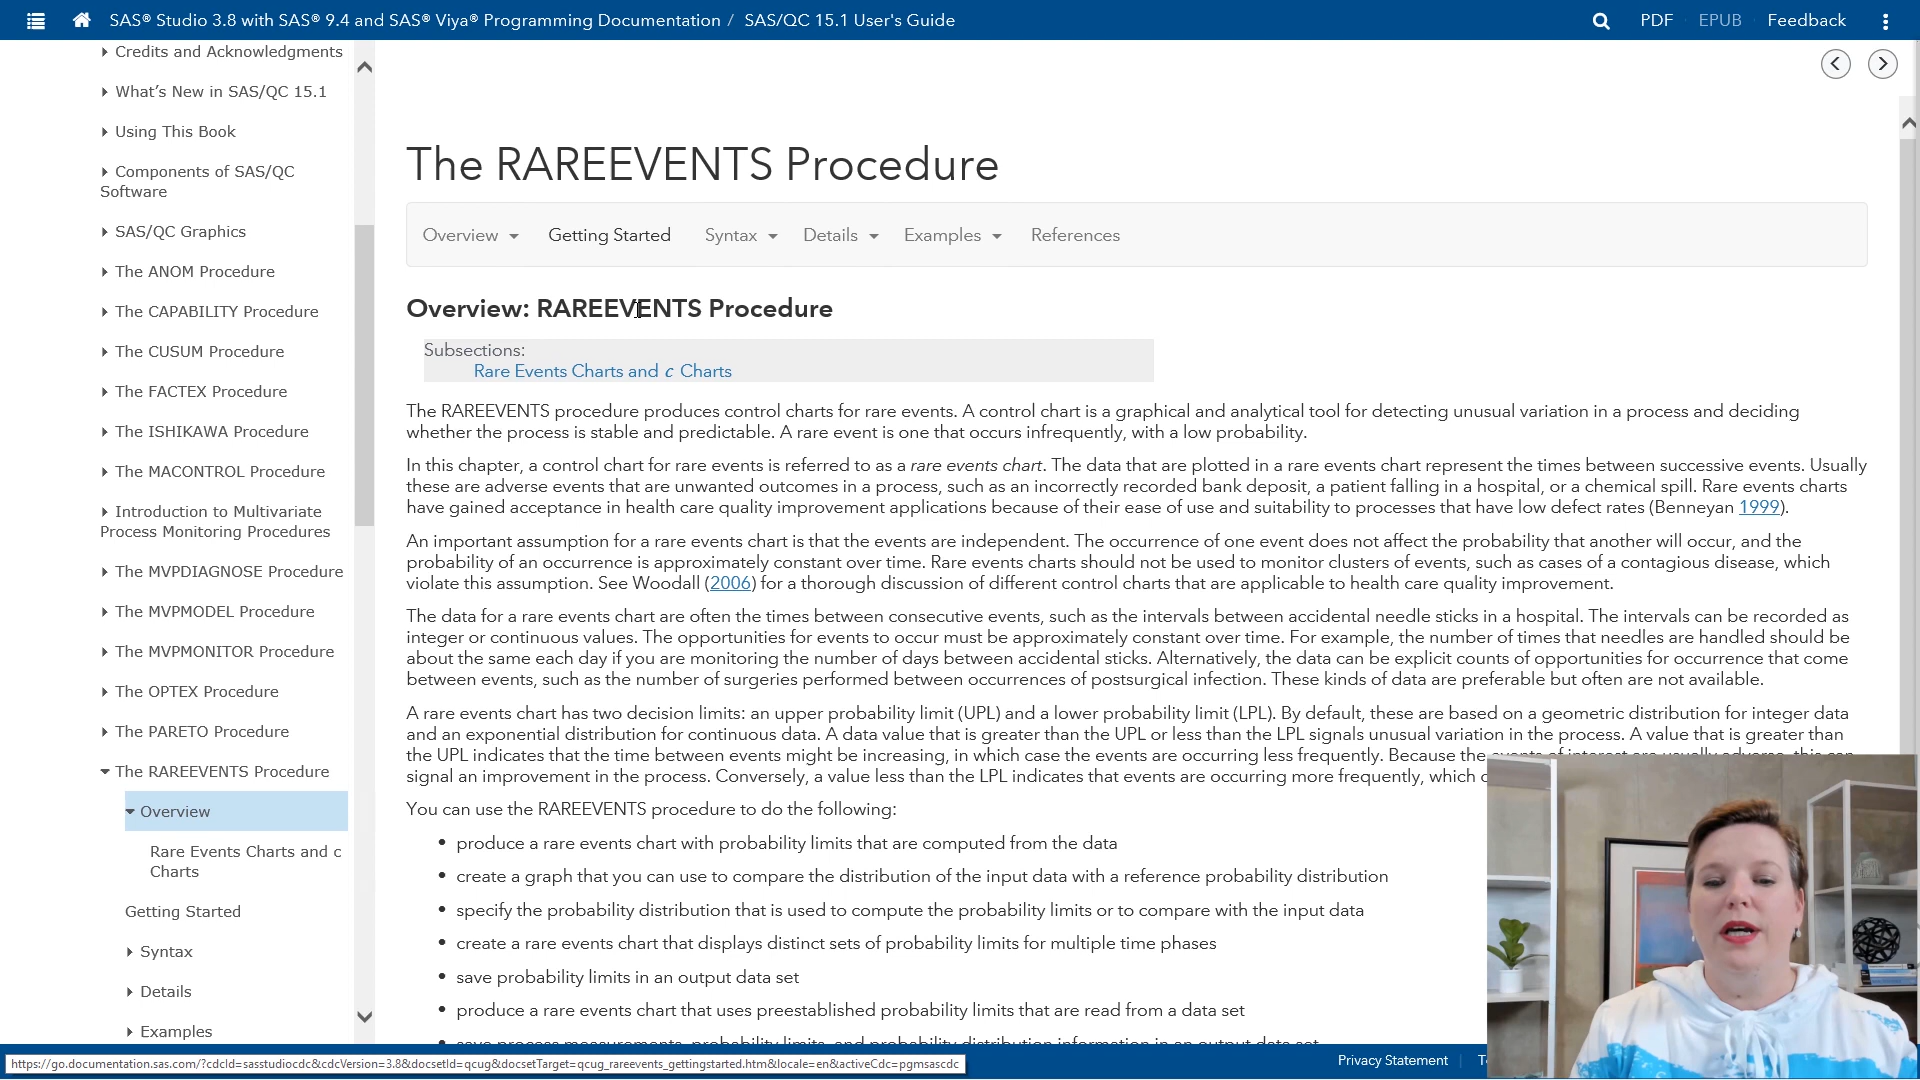 SAS® Studio 3.8 with SAS® 9.4 and SAS® Viya® Programming Documentation / SAS/QC 15.1 User's Guide
PDF EPUB Feedback
Credits and Acknowledgments
What's New in SAS/QC 15.1
Using This Book
Components of SAS/QC
Software
SAS/QC Graphics
The ANOM Procedure
The CAPABILITY Procedure
The CUSUM Procedure
The FACTEX Procedure
The ISHIKAWA Procedure
The MACONTROL Procedure
Introduction to Multivariate
Process Monitoring Procedures
The MVPDIAGNOSE Procedure
The MVPMODEL Procedure
The MVPMONITOR Procedure
The OPTEX Procedure
The PARETO Procedure
The RAREEVENTS Procedure
Overview
Rare Events Charts and c
Charts
Getting Started
Syntax
Details
Examples
The RAREEVENTS Procedure
Overview Getting Started Syntax Details Examples References
Overview: RAREEVENTS Procedure
Subsections:
Rare Events Charts and c Charts
The RAREEVENTS procedure produces control charts for rare events. A control chart is a graphical and analytical tool for detecting unusual variation in a process and deciding
whether the process is stable and predictable. A rare event is one that occurs infrequently, with a low probability.
In this chapter, a control chart for rare events is referred to as a rare events chart. The data that are plotted in a rare events chart represent the times between successive events. Usually
these are adverse events that are unwanted outcomes in a process, such as an incorrectly recorded bank deposit, a patient falling in a hospital, or a chemical spill. Rare events charts
have gained acceptance in health care quality improvement applications because of their ease of use and suitability to processes that have low defect rates (Benneyan 1999).
An important assumption for a rare events chart is that the events are independent. The occurrence of one event does not affect the probability that another will occur, and the
probability of an occurrence is approximately constant over time. Rare events charts should not be used to monitor clusters of events, such as cases of a contagious disease, which
violate this assumption. See Woodall (2006) for a thorough discussion of different control charts that are applicable to health care quality improvement.
The data for a rare events chart are often the times between consecutive events, such as the intervals between accidental needle sticks in a hospital. The intervals can be recorded as
integer or continuous values. The opportunities for events to occur must be approximately constant over time. For example, the number of times that needles are handled should be
about the same each day if you are monitoring the number of days between accidental sticks. Alternatively, the data can be explicit counts of opportunities for occurrence that come
between events, such as the number of surgeries performed between occurrences of postsurgical infection. These kinds of data are preferable but often are not available.
A rare events chart has two decision limits: an upper probability limit (UPL) and a lower probability limit (LPL). By default, these are based on a geometric distribution for integer data
and an exponential distribution for continuous data. A data value that is greater than the UPL or less than the LPL signals unusual variation in the process. A value that is greater than
the UPL indicates that the time between events might be increasing, in which case the events are occurring less frequently. Because the events of interest are usually adverse, this can
signal an improvement in the process. Conversely, a value less than the LPL indicates that events are occurring more frequently, which
You can use the RAREEVENTS procedure to do the following:
• produce a rare events chart with probability limits that are computed from the data
• create a graph that you can use to compare the distribution of the input data with a reference probability distribution
• specify the probability distribution that is used to compute the probability limits or to compare with the input data
• create a rare events chart that displays distinct sets of probability limits for multiple time phases
• save probability limits in an output data set
• produce a rare events chart that uses preestablished probability limits that are read from a data set
• save process measurements, probability limits, and probability distribution information in an output data set
https://go.documentation.sas.com/?cdcId=sasstudiocdc&cdcVersion=3.8&docsetId=qcug&docsetTarget=qcug_rareevents_gettingstarted.htm&locale=en&activeCdc=pgmsascdc
Privacy Statement